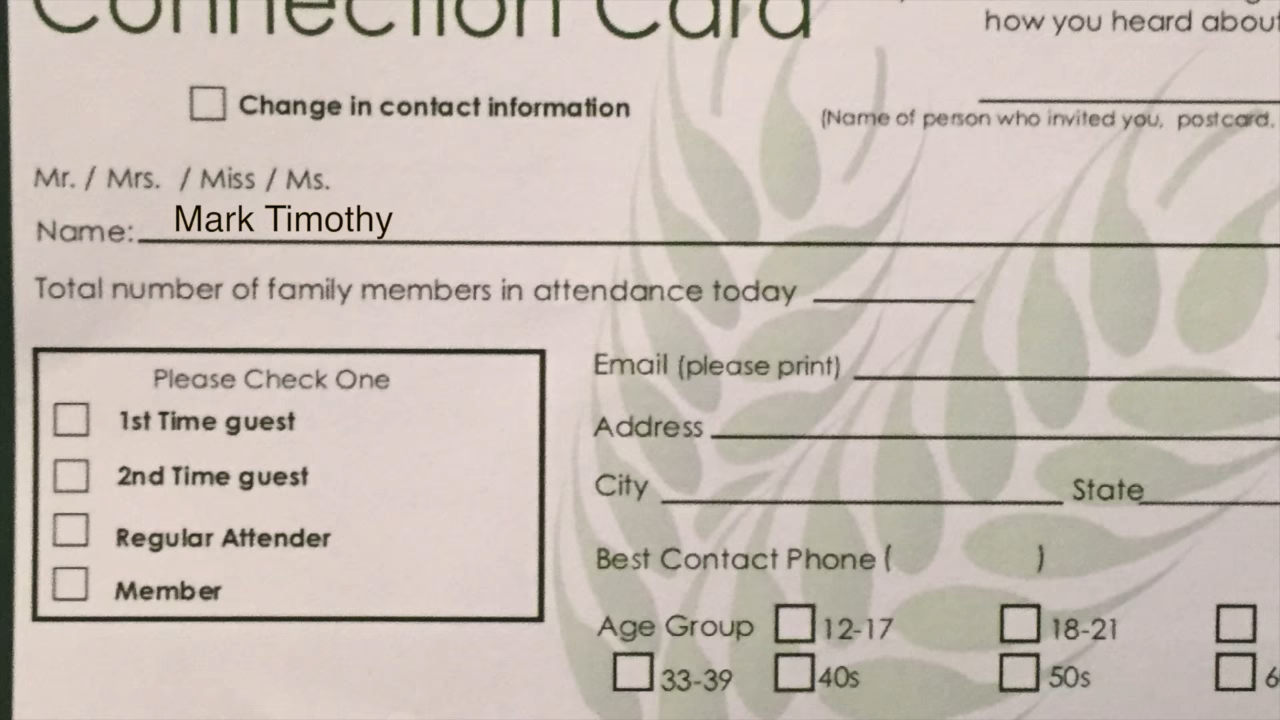 Connection Card
how you heard about
Change in contact information
(Name of person who invited you, postcard,
Mr. / Mrs. / Miss / Ms.
Name: Mark Timothy
Total number of family members in attendance today
Please Check One
1st Time guest
2nd Time guest
Regular Attender
Member
Email (please print)
Address
City State
Best Contact Phone ( )
Age Group 12-17 18-21
33-39 40s 50s 6